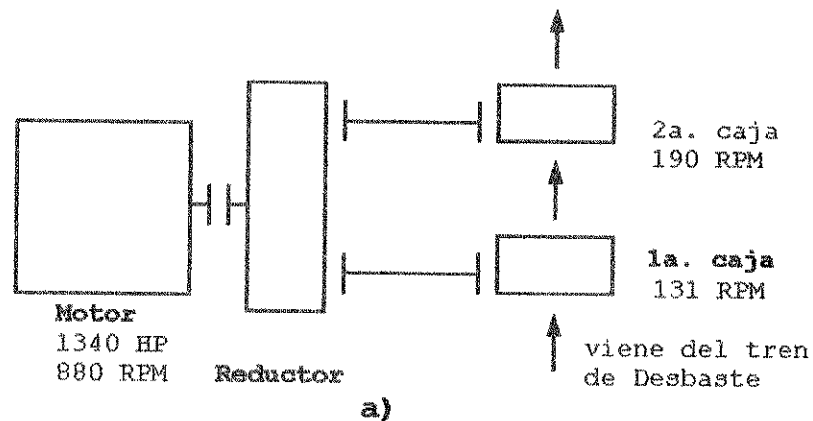 2a. caja
190 RPM
1a. caja
131 RPM
Motor
1340 HP
880 RPM
Reductor
viene del tren
de Desbaste
a)